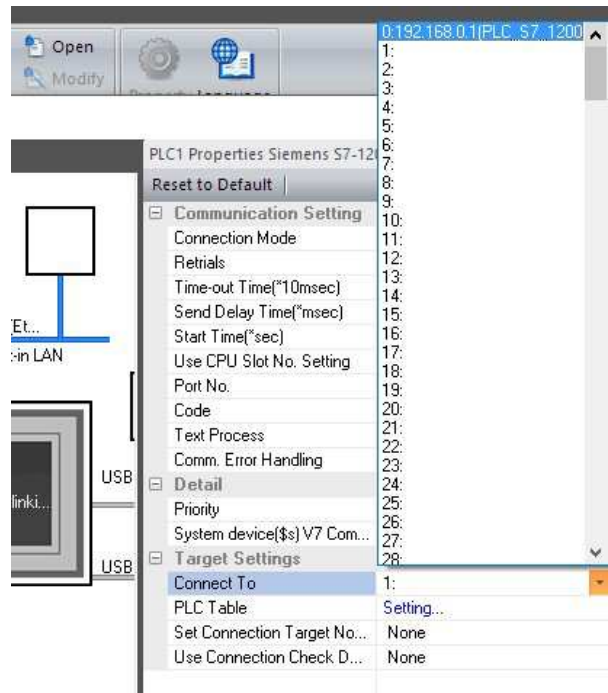 Open
Modify
0:192.168.0.1(PLC_S7_1200
1:
2:
3:
4:
5:
6:
7:
8:
9:
10:
11:
12:
13:
14:
15:
16:
17:
18:
19:
20:
21:
22:
23:
24:
25:
26:
27:
28:
PLC1 Properties Siemens S7-120
Reset to Default
Communication Setting
Connection Mode
Retrials
Time-out Time(*10msec)
Send Delay Time(*msec)
Start Time(*sec)
Use CPU Slot No. Setting
Port No.
Code
Text Process
Comm. Error Handling
Detail
Priority
System device($s) V7 Com...
Target Settings
Connect To 1:
PLC Table Setting...
Set Connection Target No... None
Use Connection Check D... None
Et...
-in LAN
USB
linki...
USB